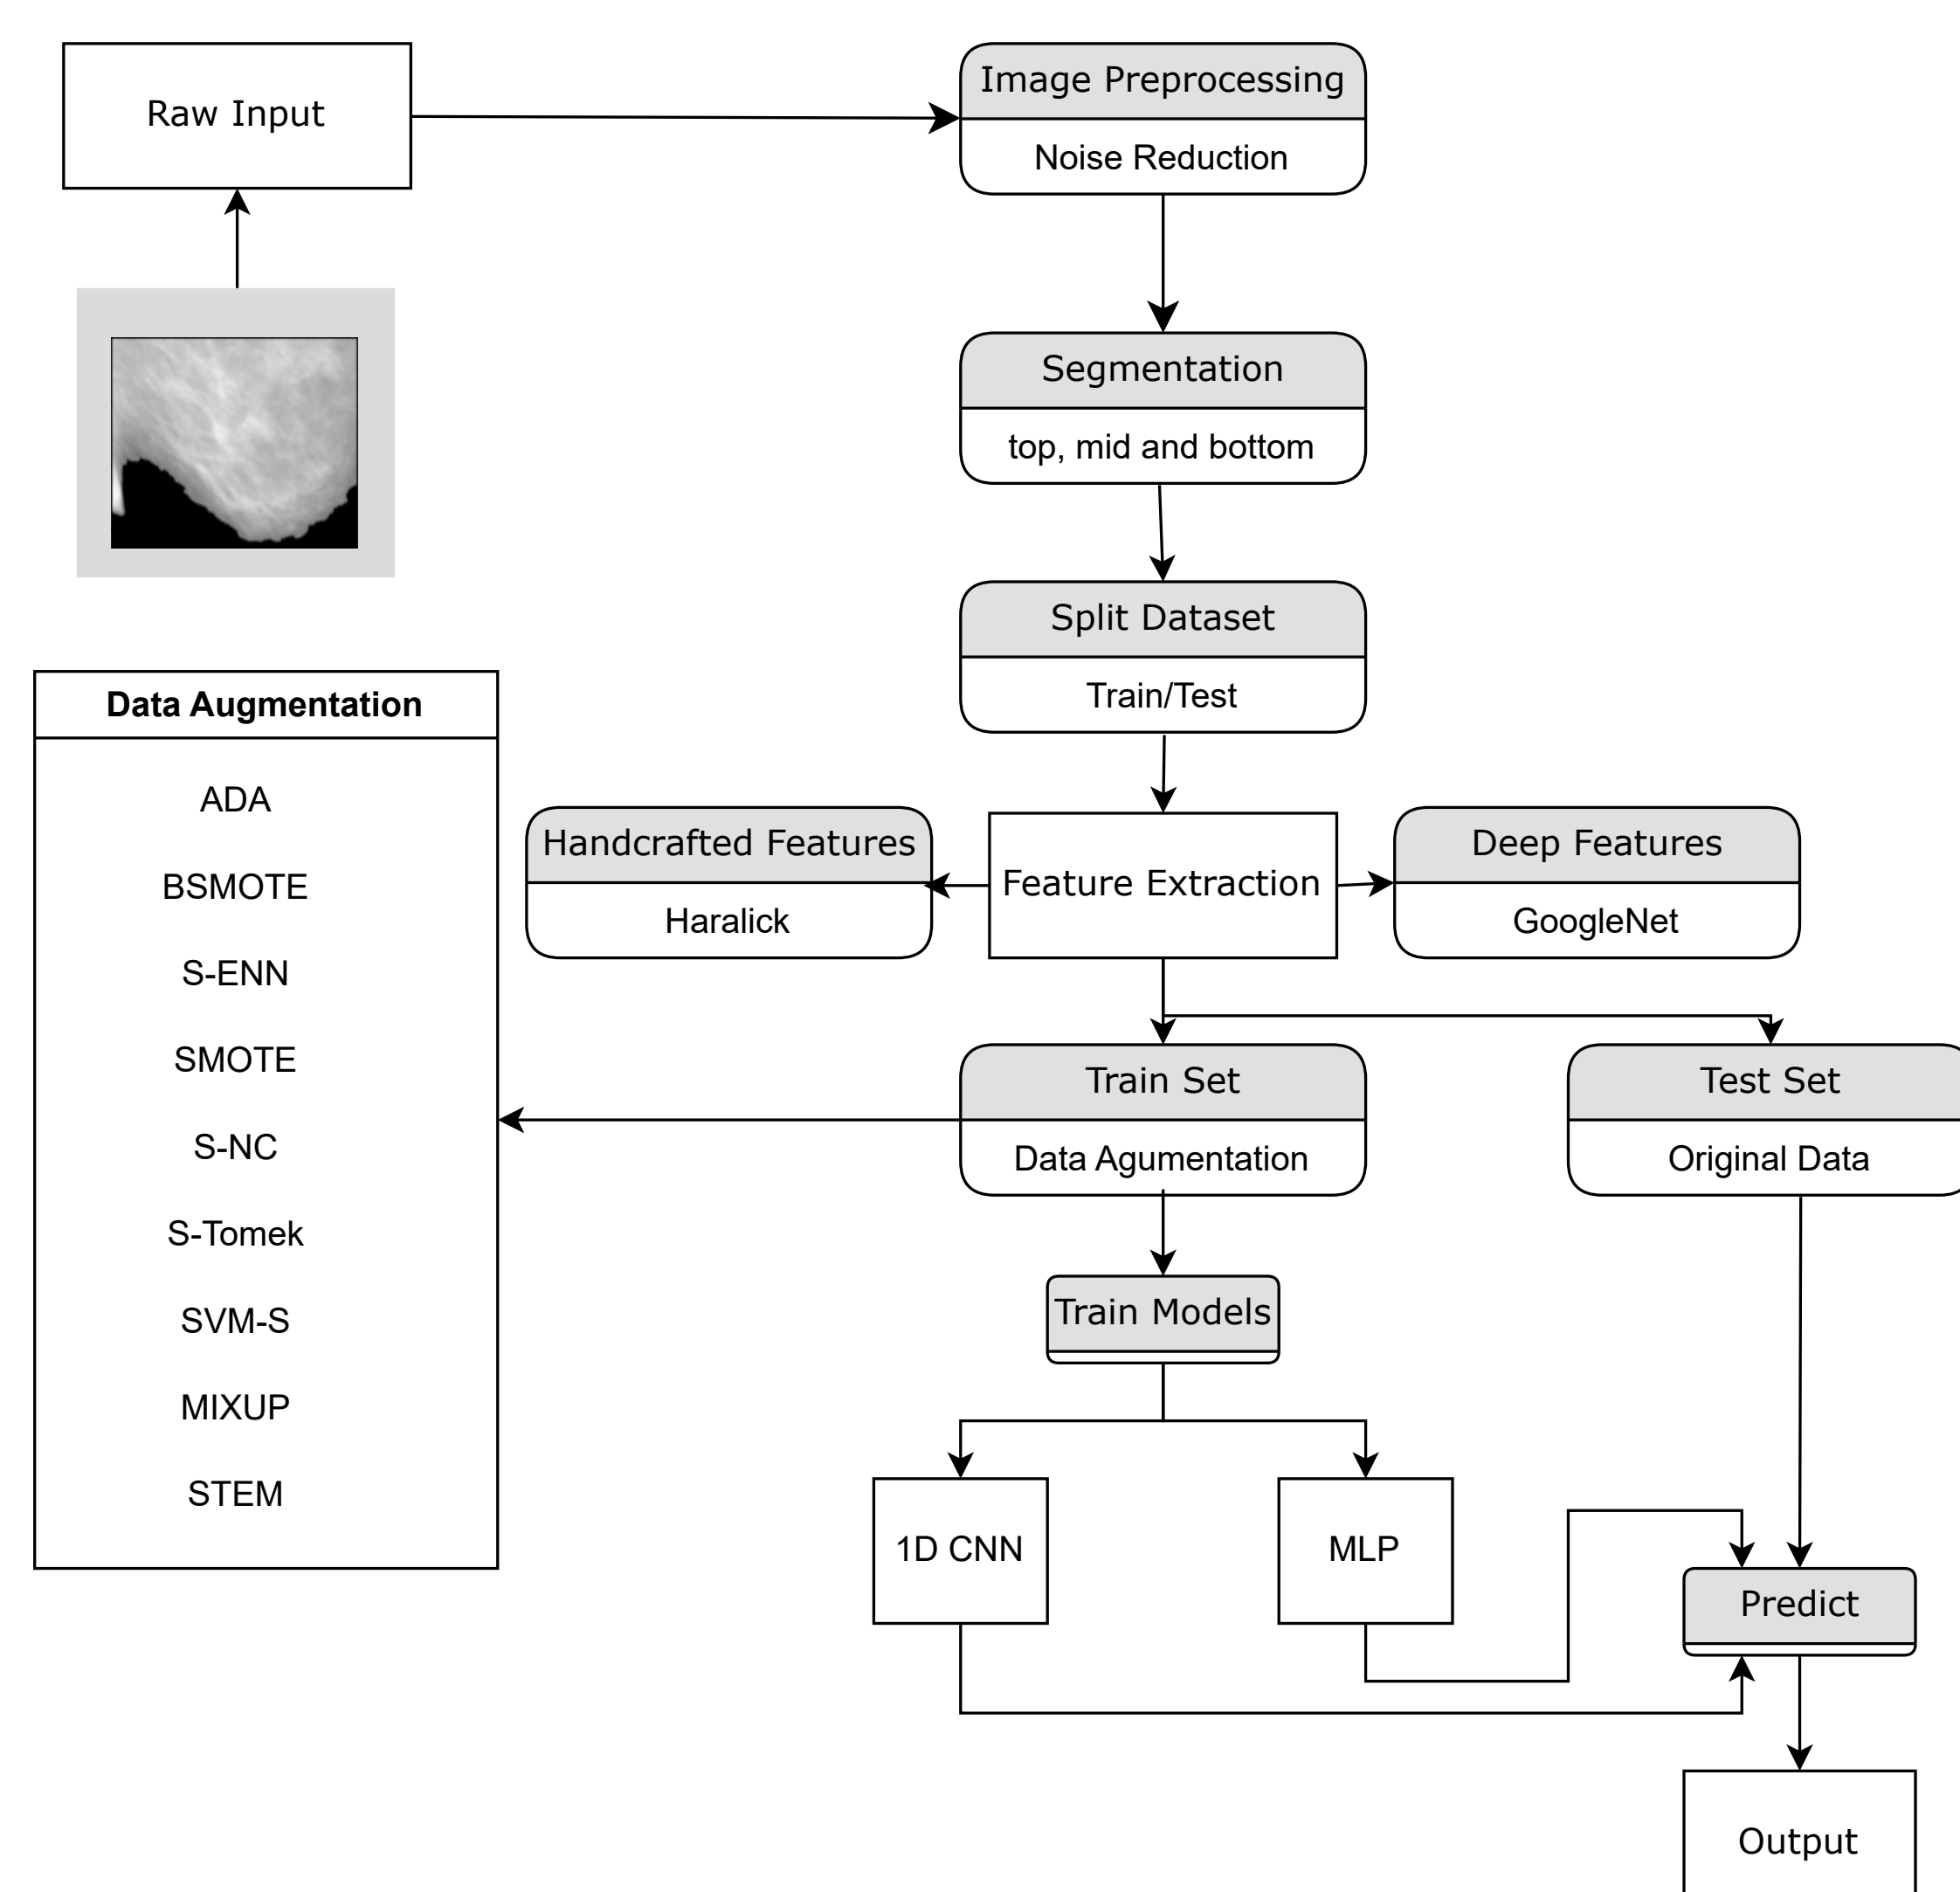 Raw Input
Image Preprocessing
Noise Reduction
Segmentation
top, mid and bottom
Split Dataset
Train/Test
Handcrafted Features
Haralick
Feature Extraction
Deep Features
GoogleNet
Data Augmentation
ADA
BSMOTE
S-ENN
SMOTE
S-NC
S-Tomek
SVM-S
MIXUP
STEM
Train Set
Data Agumentation
Test Set
Original Data
Train Models
1D CNN
MLP
Predict
Output